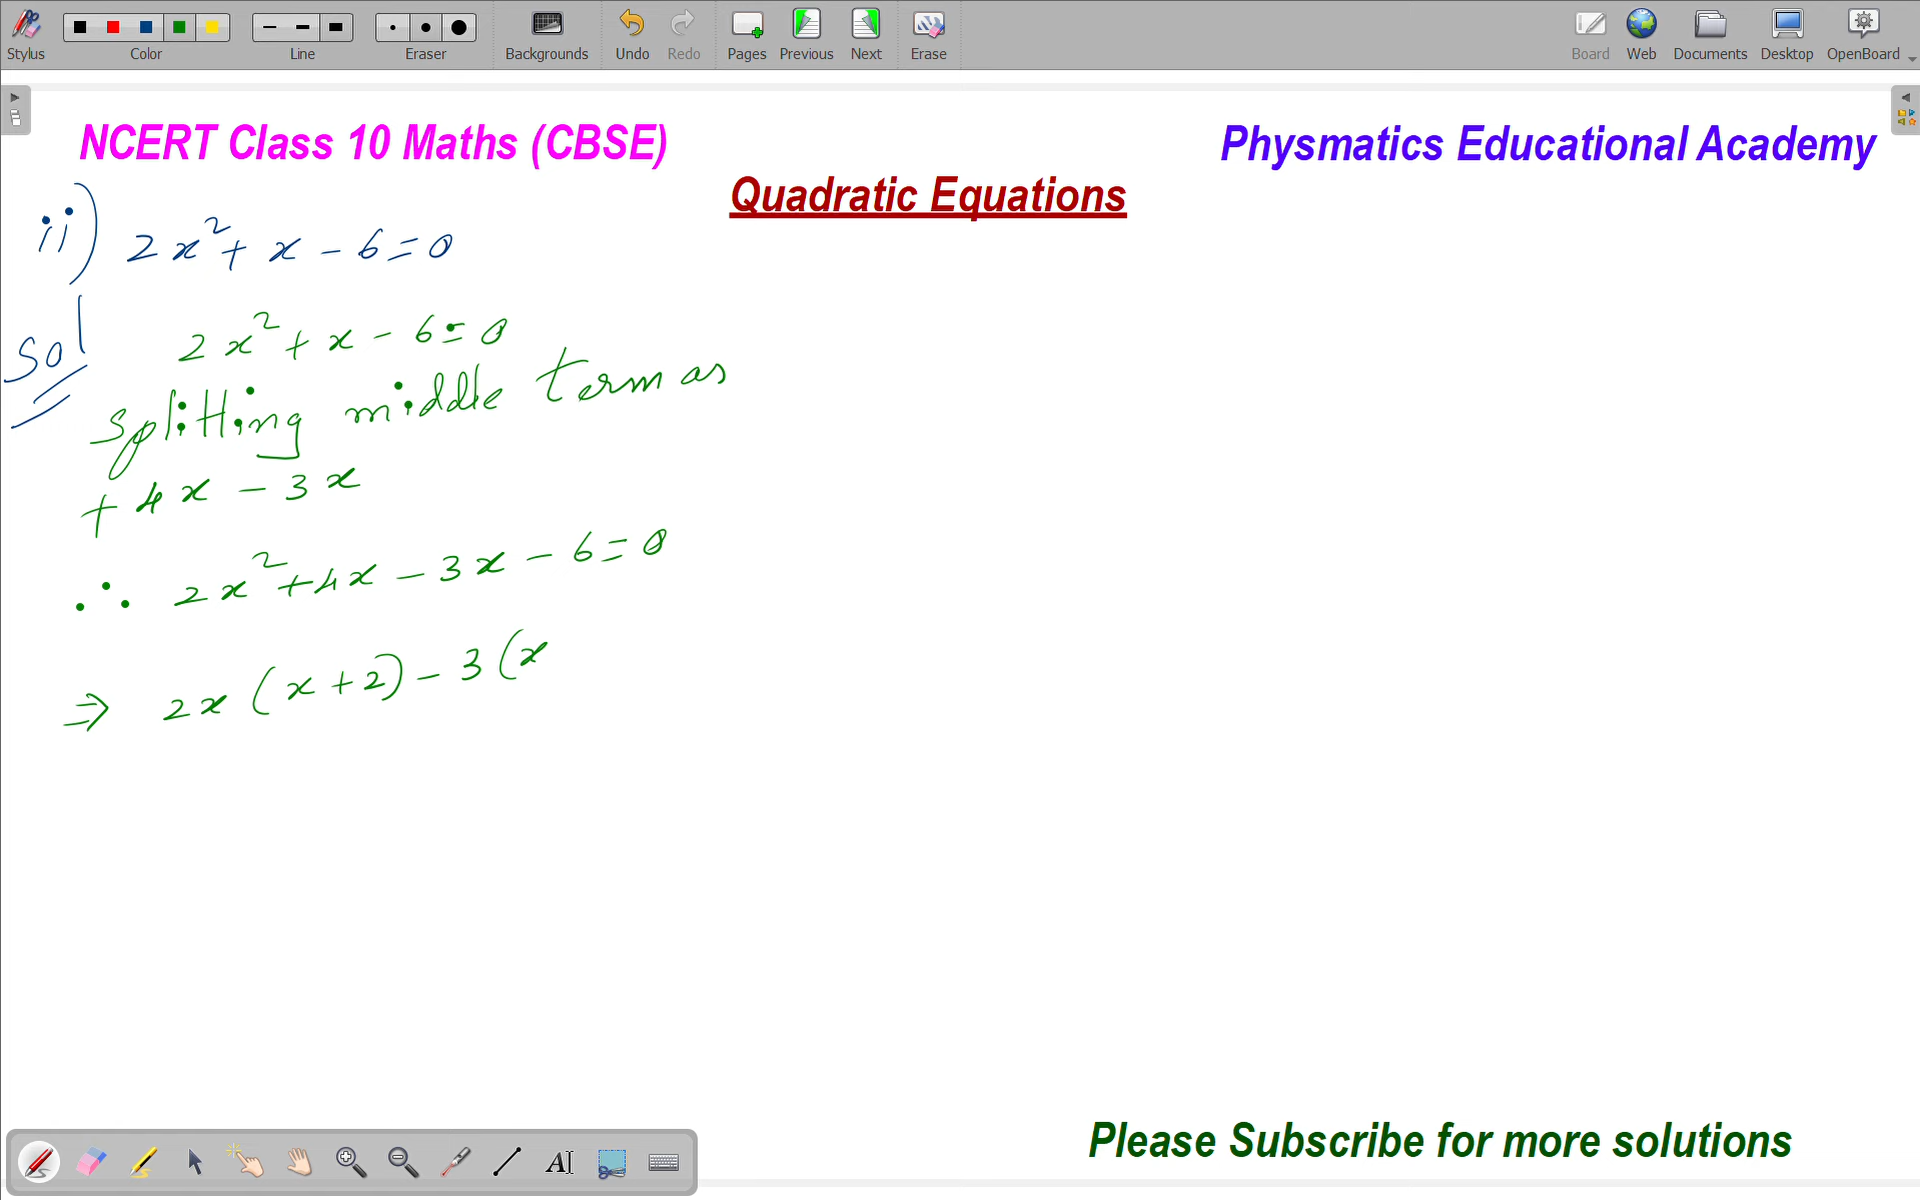 Stylus Color Line Eraser Backgrounds Undo Redo Pages Previous Next Erase Board Web Documents Desktop OpenBoard
NCERT Class 10 Maths (CBSE)
Physmatics Educational Academy
Quadratic Equations
ii) 2x² + x - 6 = 0
Sol
2x² + x - 6 = 0
Splitting middle term as
+ 4x - 3x
∴ 2x² + 4x - 3x - 6 = 0
⇒ 2x (x + 2) - 3 (x
Please Subscribe for more solutions